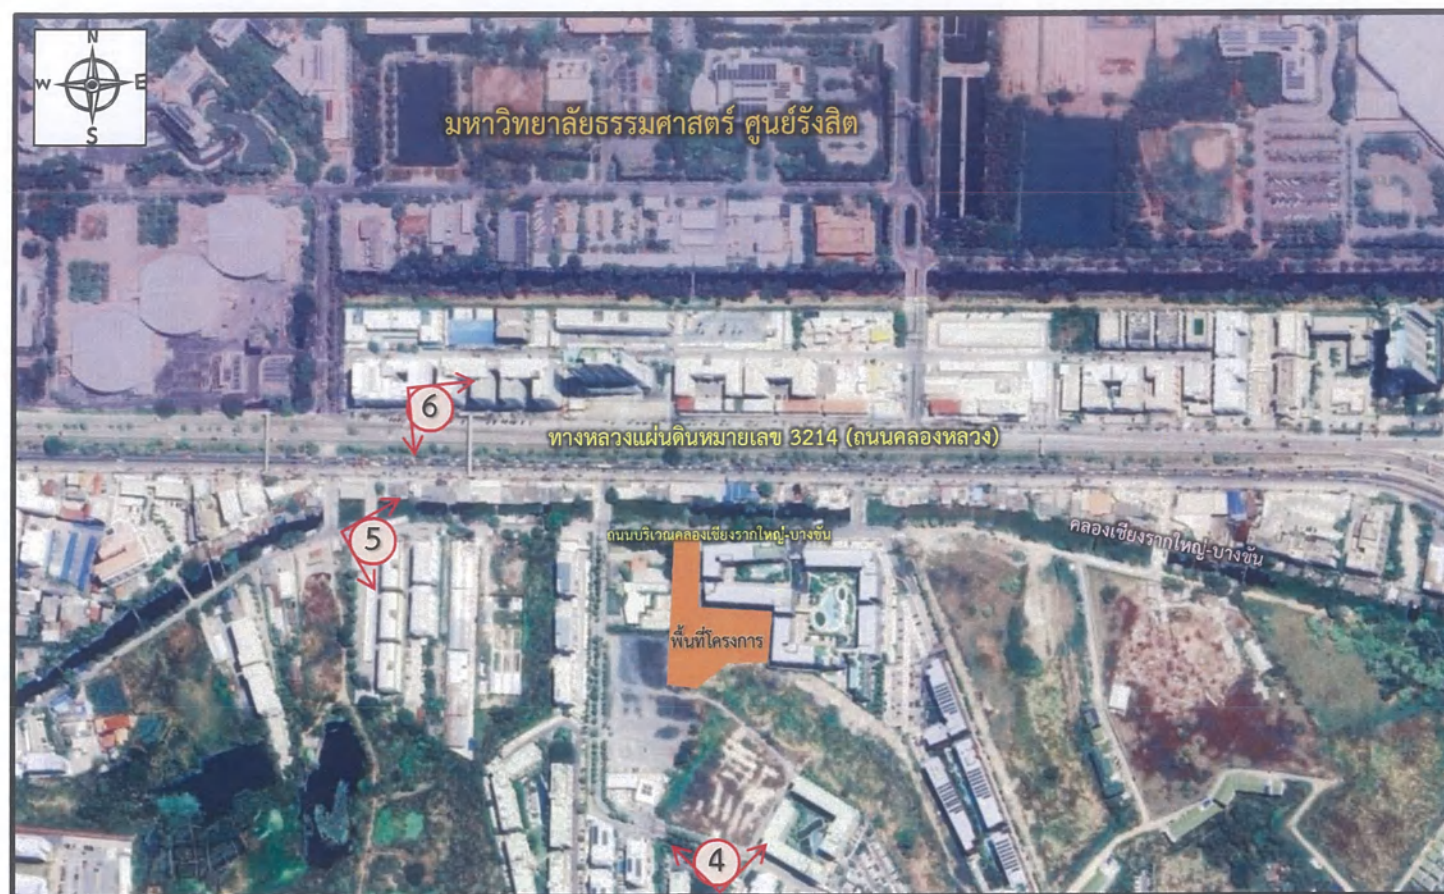 N
W E
S
มหาวิทยาลัยธรรมศาสตร์ ศูนย์รังสิต
6
ทางหลวงแผ่นดินหมายเลข 3214 (ถนนคลองหลวง)
5
ถนนบริเวณคลองเชียงรากใหญ่-บางขัน
คลองเชียงรากใหญ่-บางขัน
พื้นที่โครงการ
4